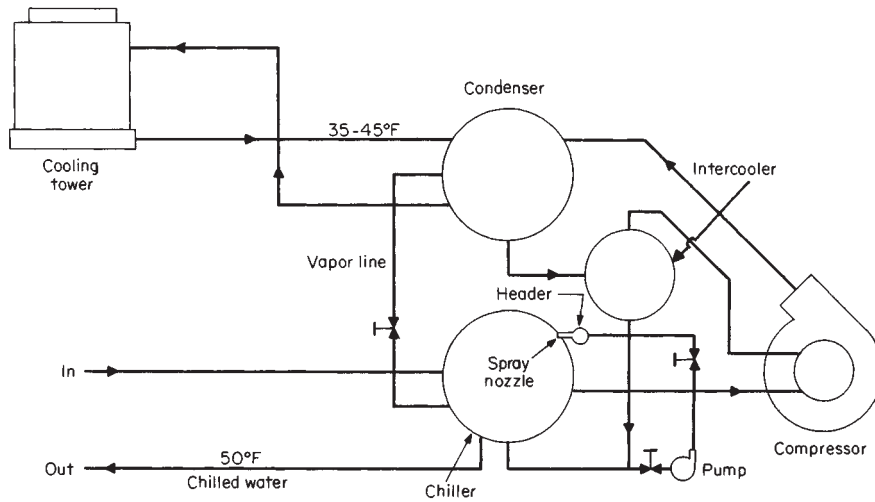 Condenser
35-45°F
Cooling
tower
Intercooler
Vapor line
Header
Spray
nozzle
In
Compressor
Out
50°F
Chilled water
Chiller
Pump